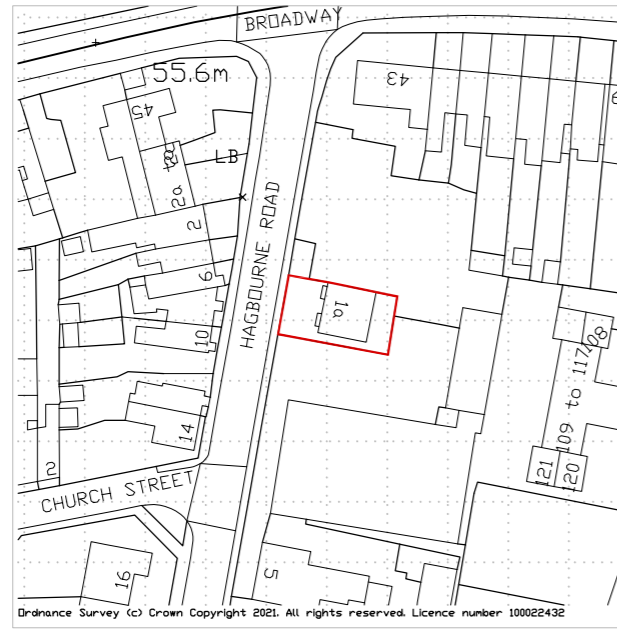 BROADWAY
55.6m
45
43
LB
2a
2
HAGBOURNE ROAD
6
1a
10
108
109 to 117
14
2
121
120
CHURCH STREET
16
5
Ordnance Survey (c) Crown Copyright 2021. All rights reserved. Licence number 100022432